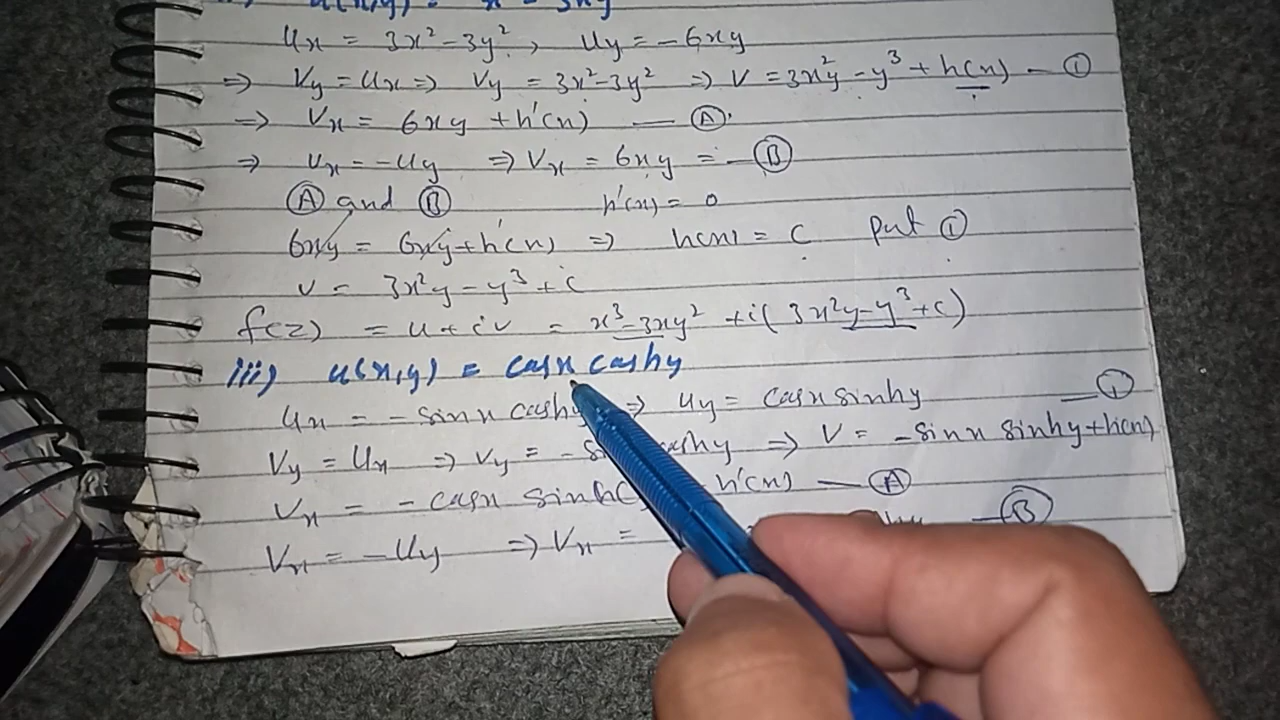 ux = 3x² - 3y², uy = -6xy
⇒ Vy = ux ⇒ Vy = 3x² - 3y² ⇒ V = 3x²y - y³ + h(x) — ①
⇒ Vx = 6xy + h'(x) — Ⓐ
⇒ Vx = -uy ⇒ Vx = 6xy = — Ⓑ
Ⓐ and Ⓑ h'(x) = 0
6xy = 6xy + h'(x) ⇒ h(x) = C Put ①
v = 3x²y - y³ + c
f(z) = u + iv = x³ - 3xy² + i(3x²y - y³ + c)
iii) u(x,y) = cosx coshy
ux = -sinx coshy ⇒ uy = cosx sinhy — ①
Vy = ux ⇒ Vy = - ⇒ V = -sinx sinhy + h(x)
Vx = -cosx sinh h'(x) — Ⓐ
Vx = -uy ⇒ Vx = — Ⓑ